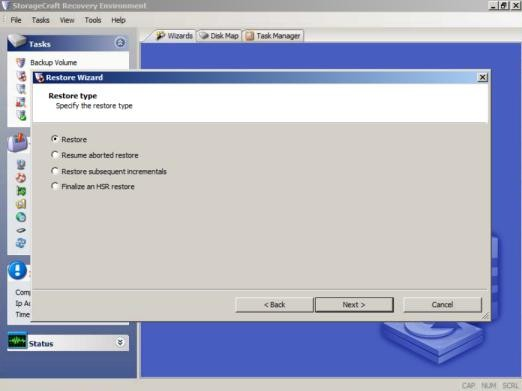 StorageCraft Recovery Environment
File Tasks View Tools Help
Tasks
Wizards Disk Map Task Manager
Backup Volume
Restore Wizard
Restore type
Specify the restore type
Restore
Resume aborted restore
Restore subsequent incrementals
Finalize an HSR restore
< Back Next > Cancel
Ip
Time
Status
CAP NUM SCRL